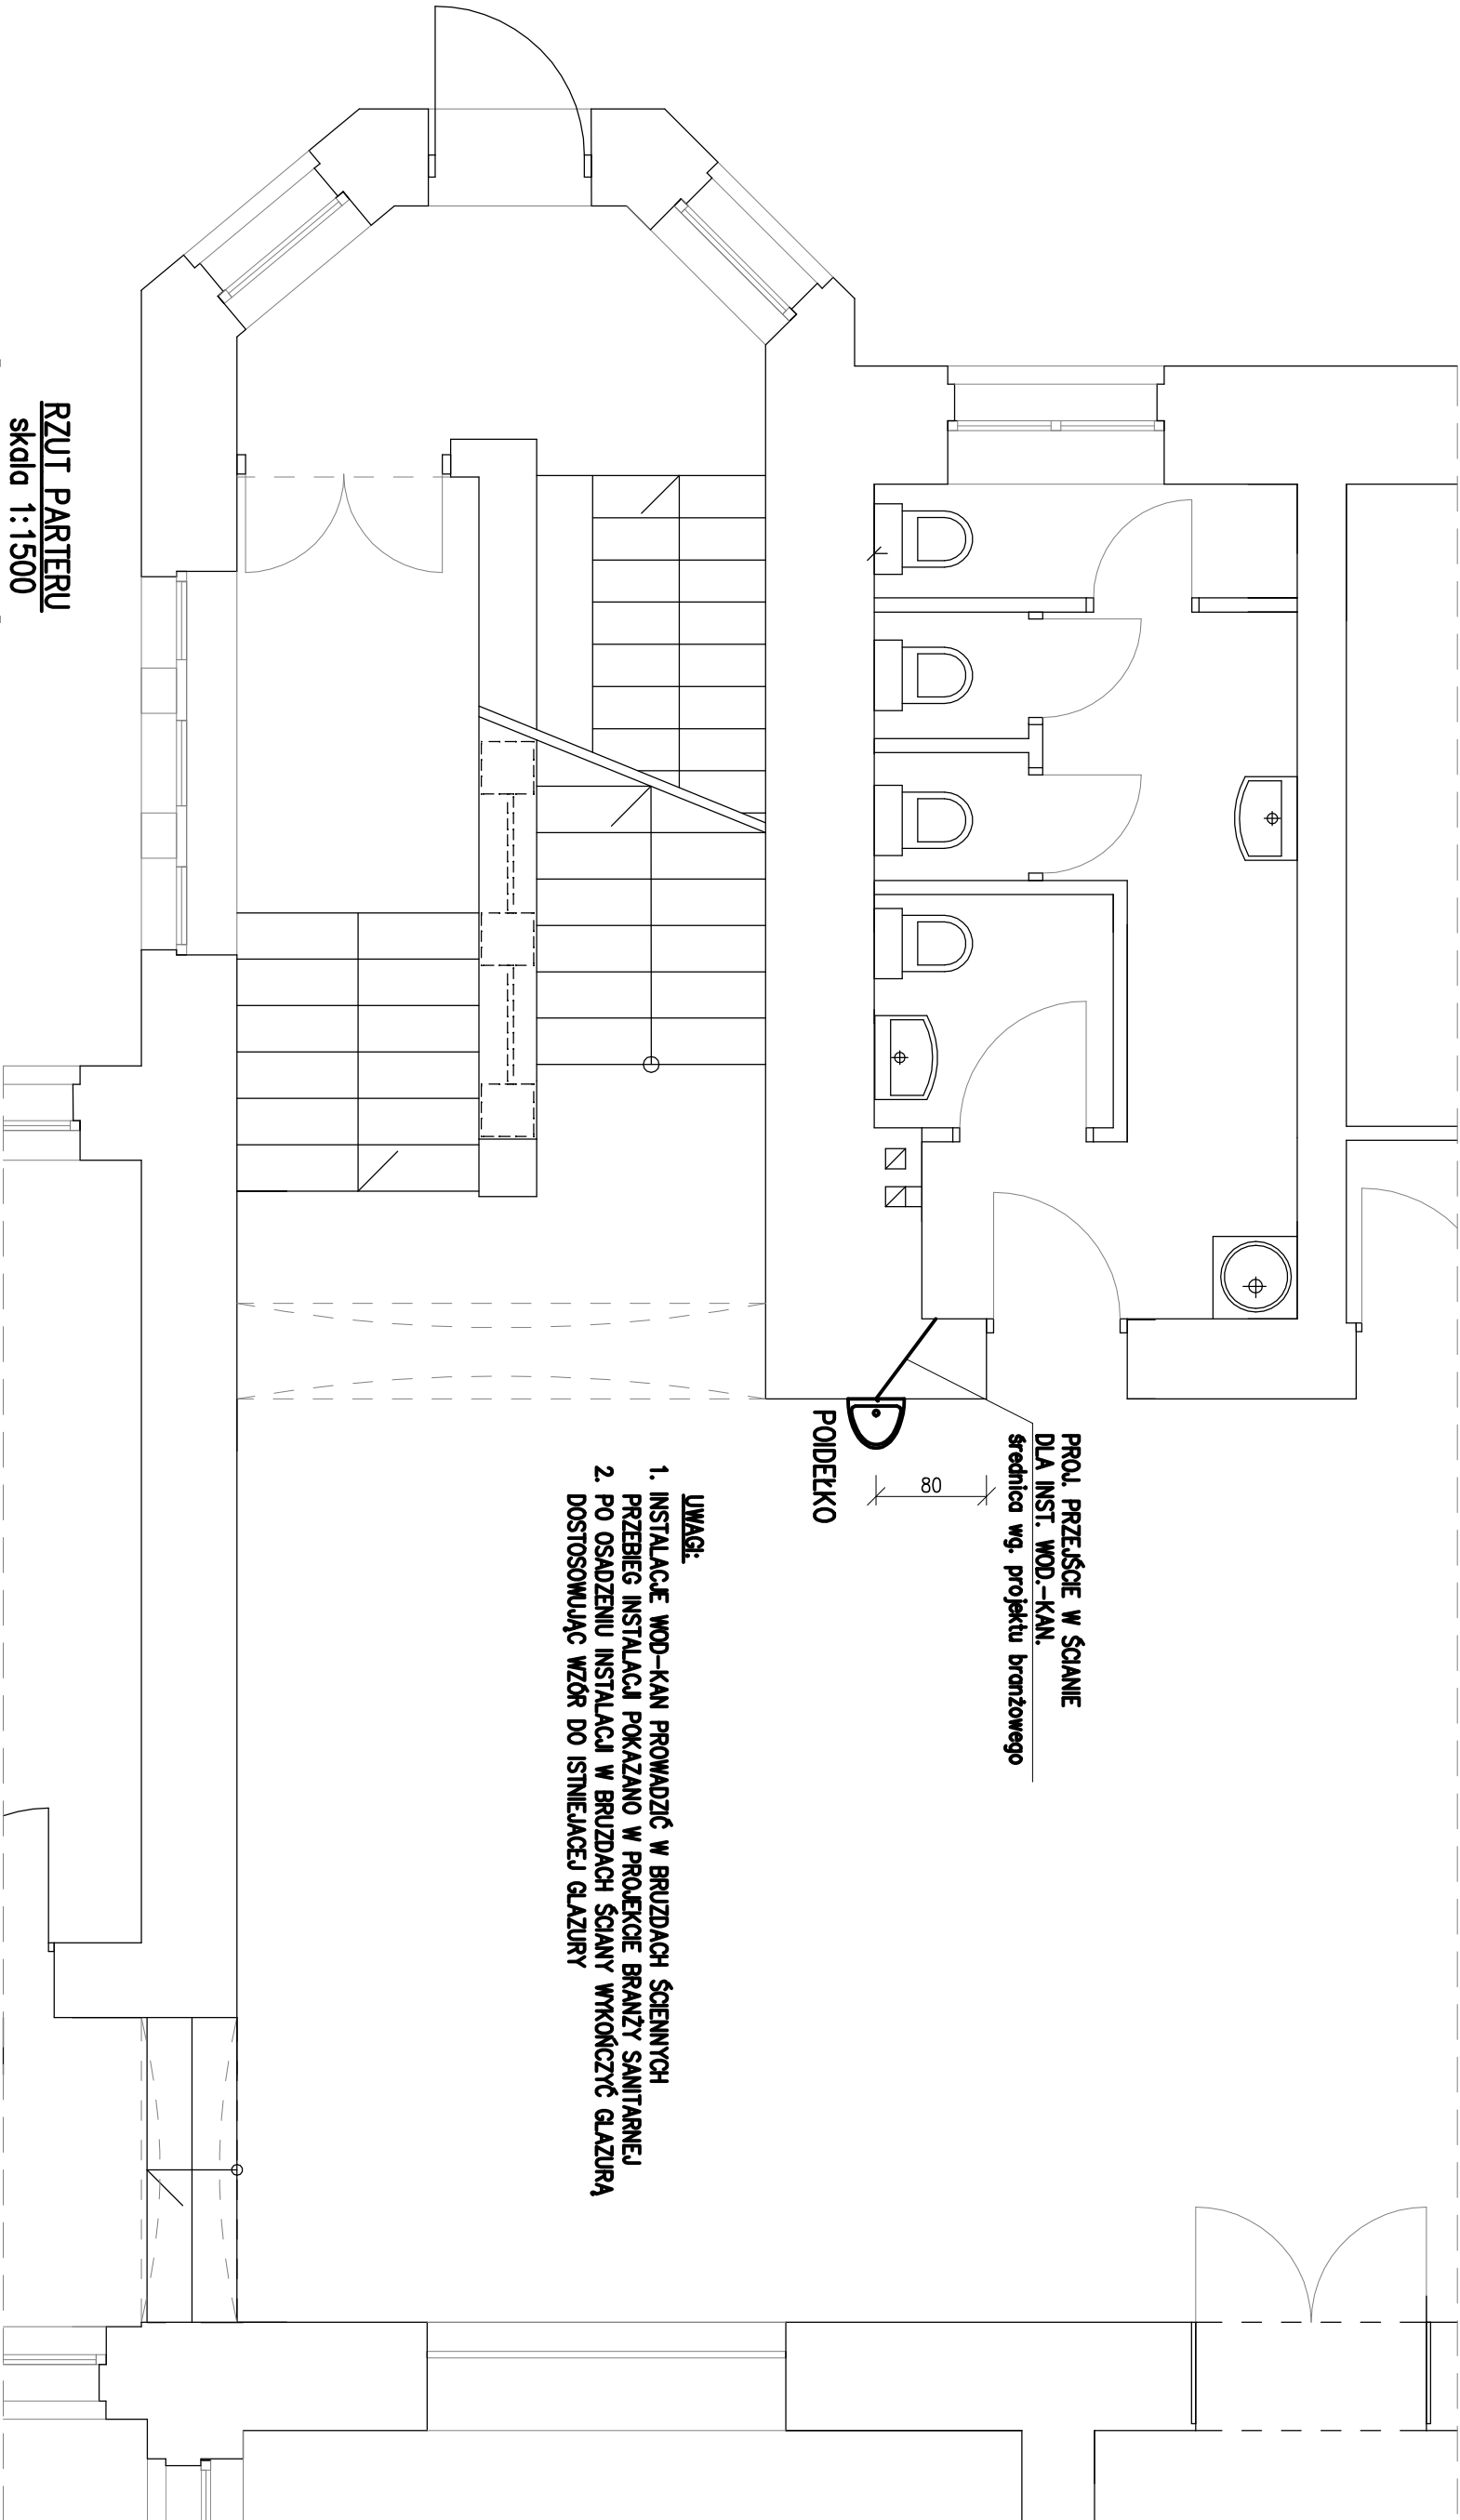 PROJ. PRZEJŚCIE W ŚCIANIE
DLA INST. WOD.-KAN.
średnica wg. projektu branżowego
80
POIDEŁKO
UWAGI:
1. INSTALACJE WOD-KAN PROWADZIĆ W BRUZDACH ŚCIENNYCH
PRZEBIEG INSTALACJI POKAZANO W PROJEKCIE BRANŻY SANITARNEJ
2. PO OSADZENIU INSTALACJI W BRUZDACH ŚCIANY WYKOŃCZYĆ GLAZURĄ
DOSTOSOWUJĄC WZÓR DO ISTNIEJACEJ GLAZURY
RZUT PARTERU
skala 1:1500